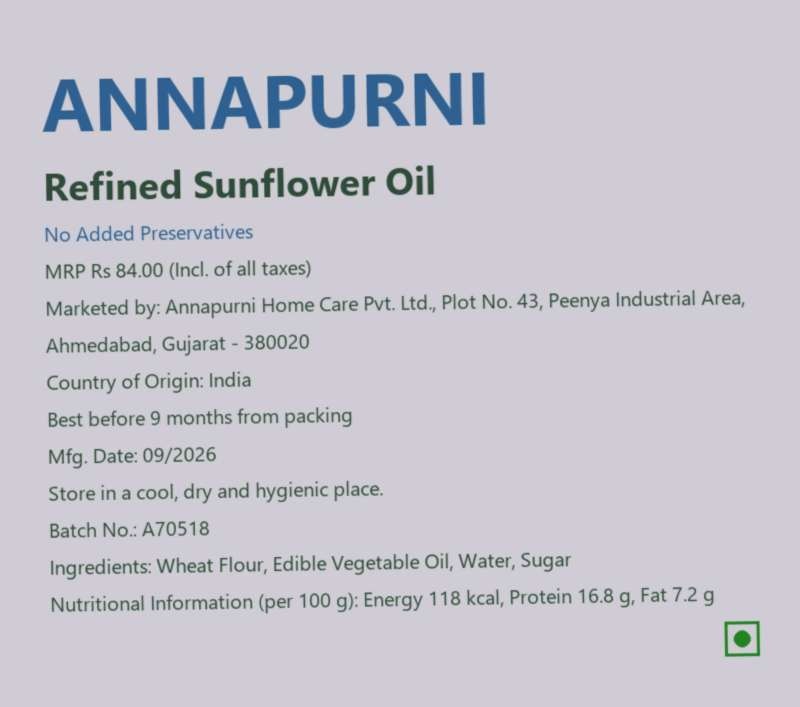 ANNAPURNI
Refined Sunflower Oil
No Added Preservatives
MRP Rs 84.00 (Incl. of all taxes)
Marketed by: Annapurni Home Care Pvt. Ltd., Plot No. 43, Peenya Industrial Area,
Ahmedabad, Gujarat - 380020
Country of Origin: India
Best before 9 months from packing
Mfg. Date: 09/2026
Store in a cool, dry and hygienic place.
Batch No.: A70518
Ingredients: Wheat Flour, Edible Vegetable Oil, Water, Sugar
Nutritional Information (per 100 g): Energy 118 kcal, Protein 16.8 g, Fat 7.2 g